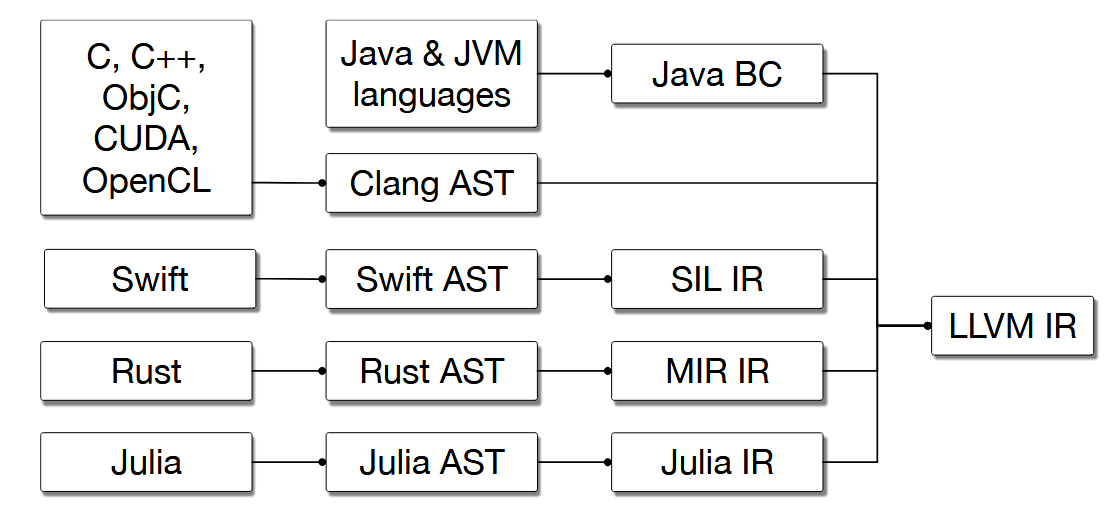 C, C++,
ObjC,
CUDA,
OpenCL
Java & JVM
languages
Java BC
Clang AST
Swift
Swift AST
SIL IR
LLVM IR
Rust
Rust AST
MIR IR
Julia
Julia AST
Julia IR